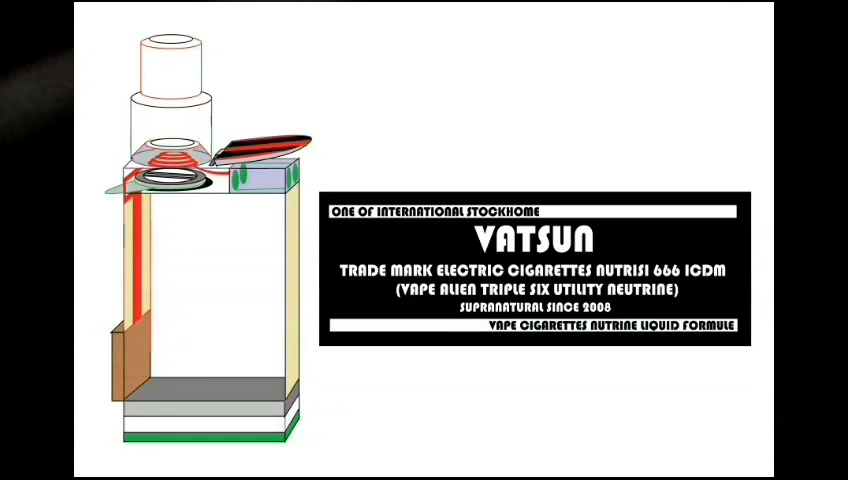 ONE OF INTERNATIONAL STOCKHOME
VATSUN
TRADE MARK ELECTRIC CIGARETTES NUTRISI 666 ICDM
(VAPE ALIEN TRIPLE SIX UTILITY NEUTRINE)
SUPRANATURAL SINCE 2008
VAPE CIGARETTES NUTRINE LIQUID FORMULE